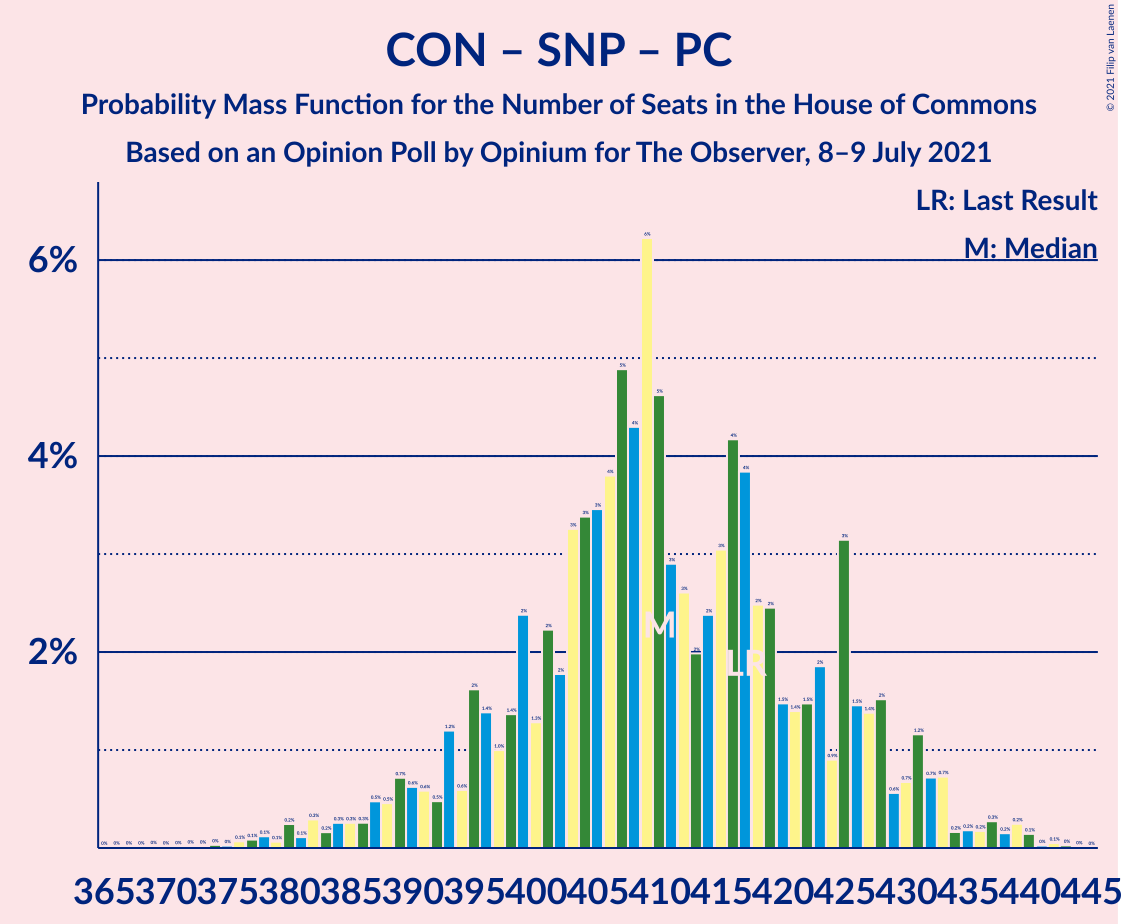 CON – SNP – PC
Probability Mass Function for the Number of Seats in the House of Commons
Based on an Opinion Poll by Opinium for The Observer, 8–9 July 2021
© 2021 Filip van Laenen
LR: Last Result
M: Median
6%
4%
2%
M
LR
365 370 375 380 385 390 395 400 405 410 415 420 425 430 435 440 445